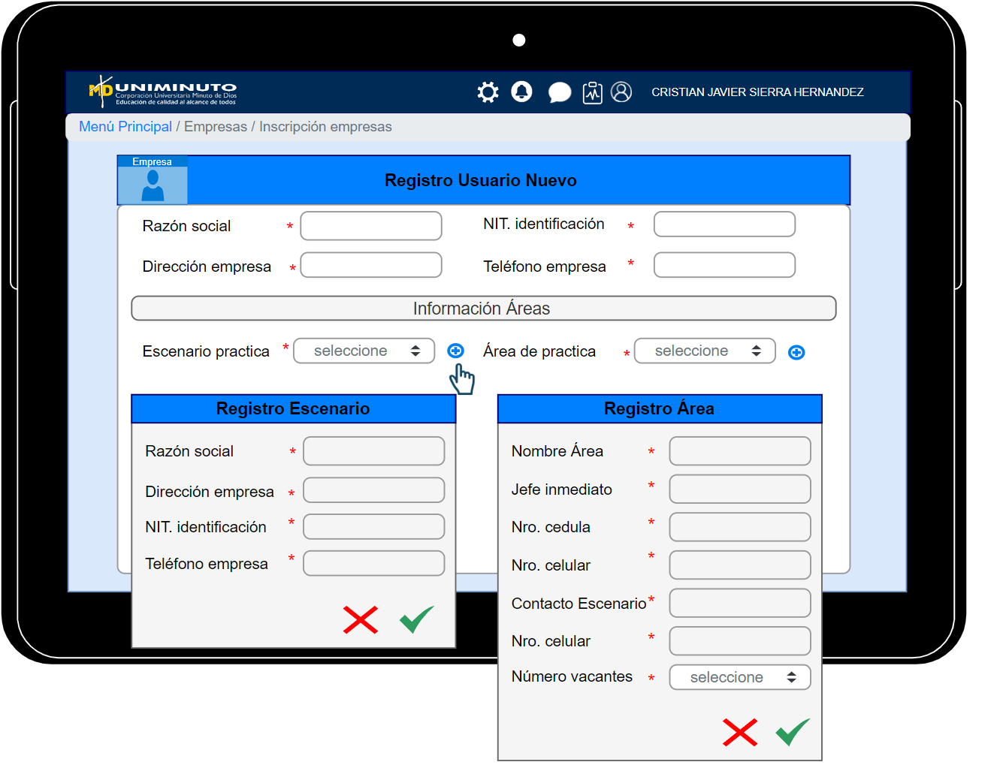 MD UNIMINUTO
Corporación Universitaria Minuto de Dios
Educación de calidad al alcance de todos
CRISTIAN JAVIER SIERRA HERNANDEZ
Menú Principal / Empresas / Inscripción empresas
Empresa
Registro Usuario Nuevo
Razón social *
NIT. identificación *
Dirección empresa *
Teléfono empresa *
Información Áreas
Escenario practica * seleccione
Área de practica * seleccione
Registro Escenario
Razón social *
Dirección empresa *
NIT. identificación *
Teléfono empresa *
Registro Área
Nombre Área *
Jefe inmediato *
Nro. cedula *
Nro. celular *
Contacto Escenario *
Nro. celular *
Número vacantes * seleccione